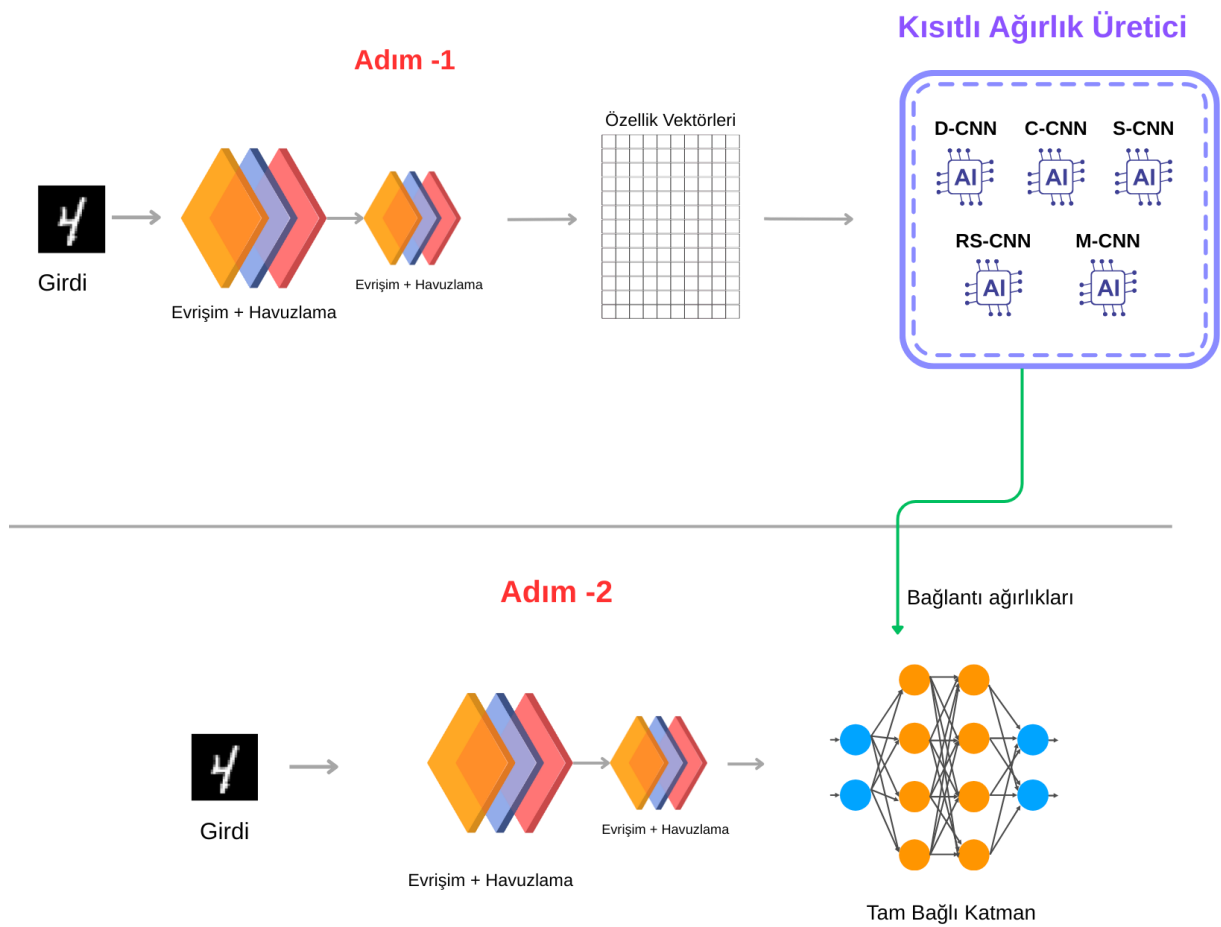 Kısıtlı Ağırlık Üretici
Adım -1
Özellik Vektörleri
D-CNN C-CNN S-CNN
AI AI AI
RS-CNN M-CNN
AI AI
Girdi
Evrişim + Havuzlama
Evrişim + Havuzlama
Adım -2
Bağlantı ağırlıkları
Girdi
Evrişim + Havuzlama
Evrişim + Havuzlama
Tam Bağlı Katman